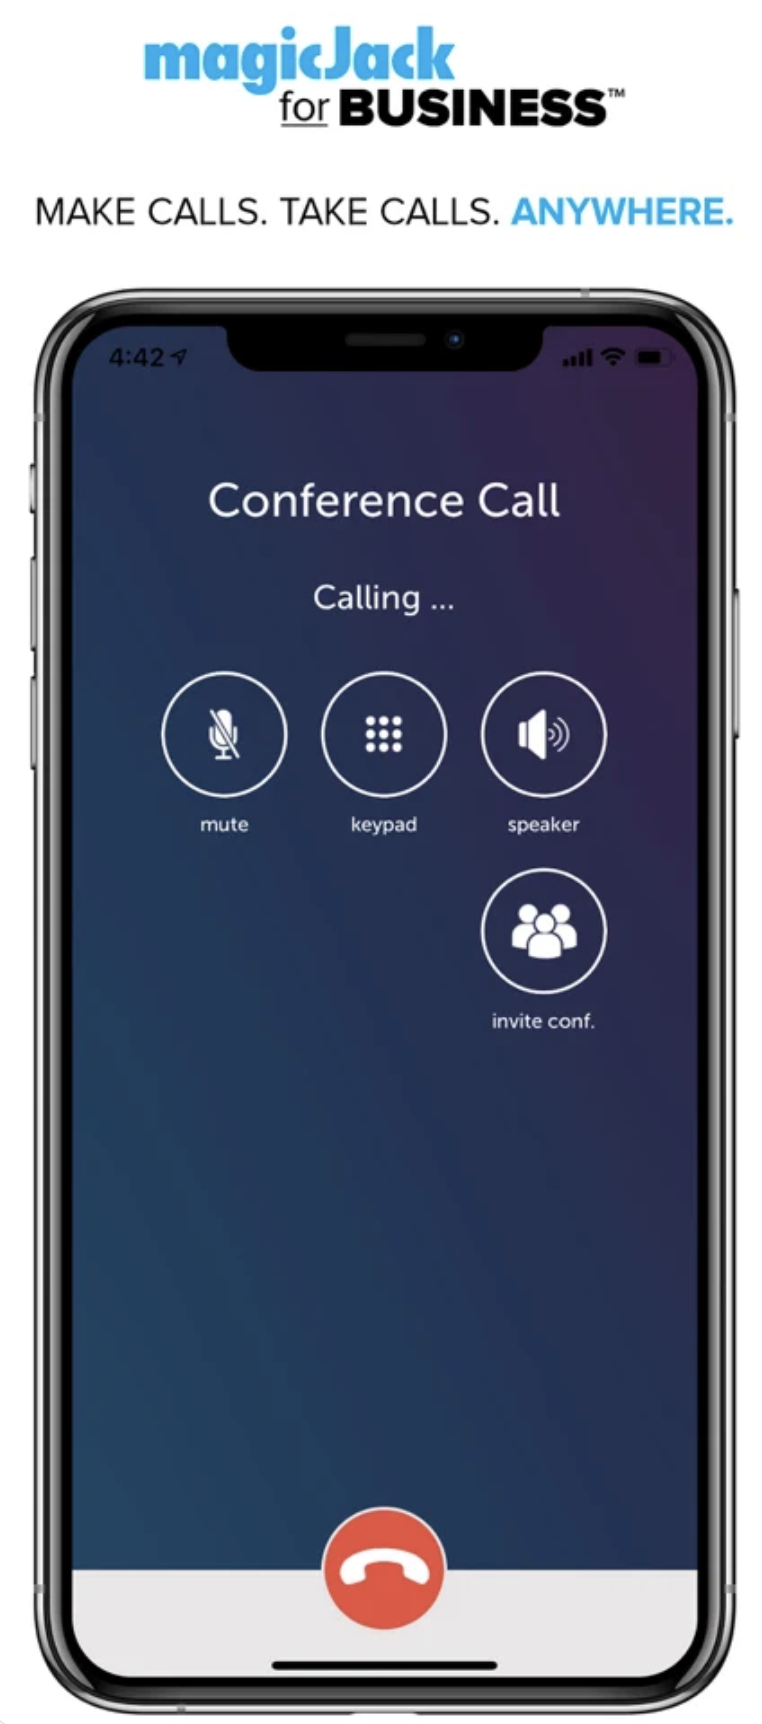 magicJack
for BUSINESS™
MAKE CALLS. TAKE CALLS. ANYWHERE.
4:42
Conference Call
Calling ...
mute keypad speaker
invite conf.